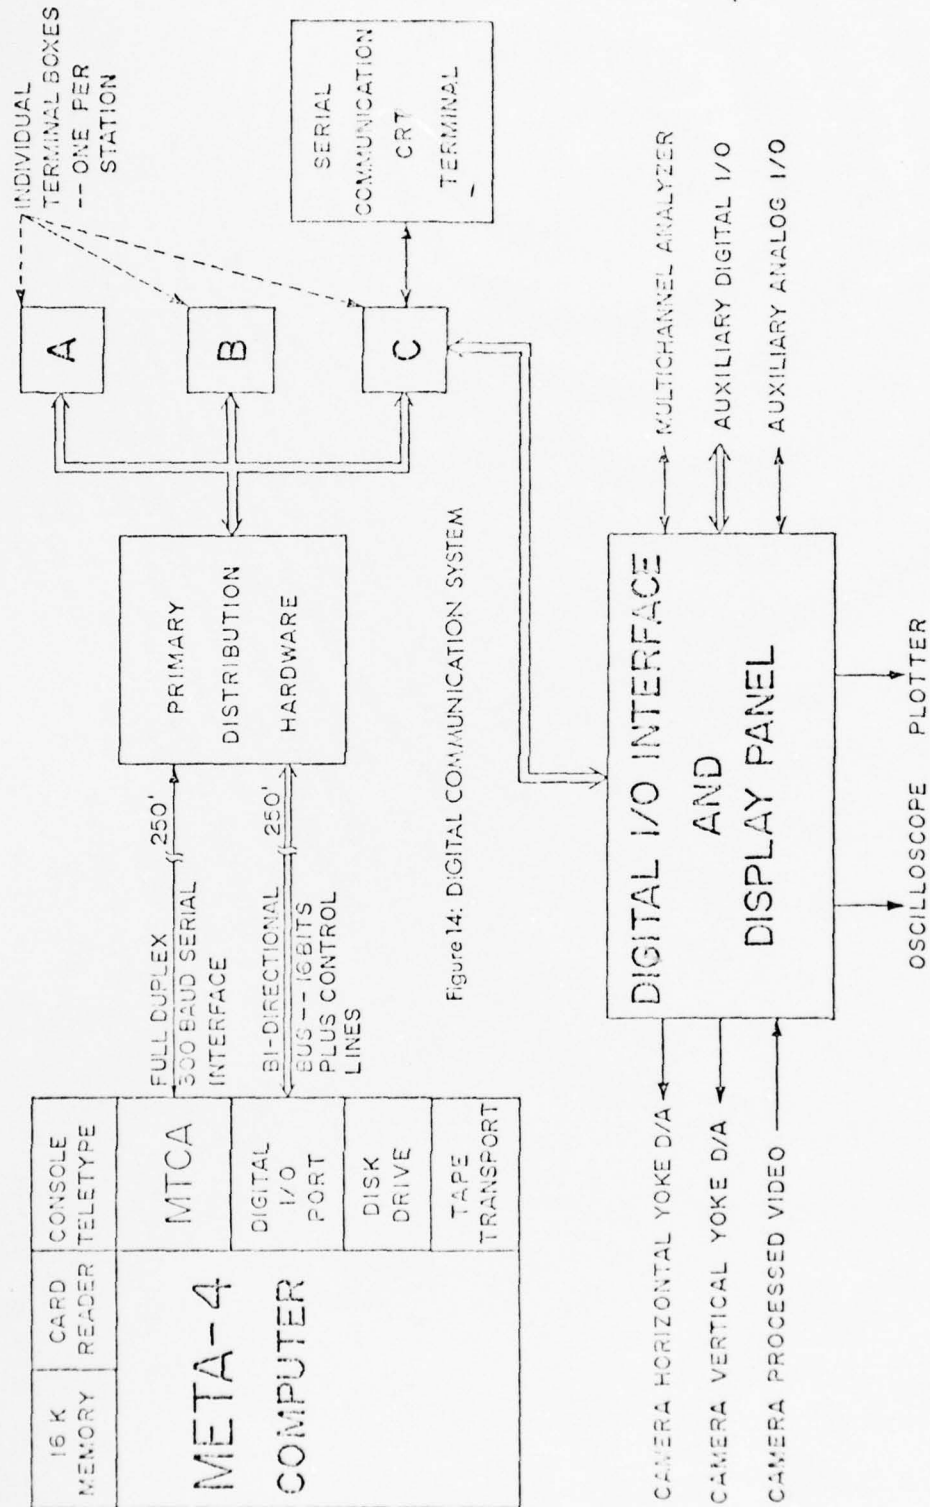 16 K
MEMORY
CARD
READER
CONSOLE
TELETYPE
META-4
COMPUTER
MTCA
DIGITAL
I/O
PORT
DISK
DRIVE
TAPE
TRANSPORT
FULL DUPLEX
300 BAUD SERIAL
INTERFACE
250'
BI-DIRECTIONAL
BUS -- 16BITS
PLUS CONTROL
LINES
250'
PRIMARY
DISTRIBUTION
HARDWARE
A
B
C
INDIVIDUAL
TERMINAL BOXES
-- ONE PER
STATION
SERIAL
COMMUNICATION
CRT
TERMINAL
Figure 14: DIGITAL COMMUNICATION SYSTEM
DIGITAL I/O INTERFACE
AND
DISPLAY PANEL
CAMERA HORIZONTAL YOKE D/A
CAMERA VERTICAL YOKE D/A
CAMERA PROCESSED VIDEO
MULTICHANNEL ANALYZER
AUXILIARY DIGITAL I/O
AUXILIARY ANALOG I/O
OSCILLOSCOPE
PLOTTER